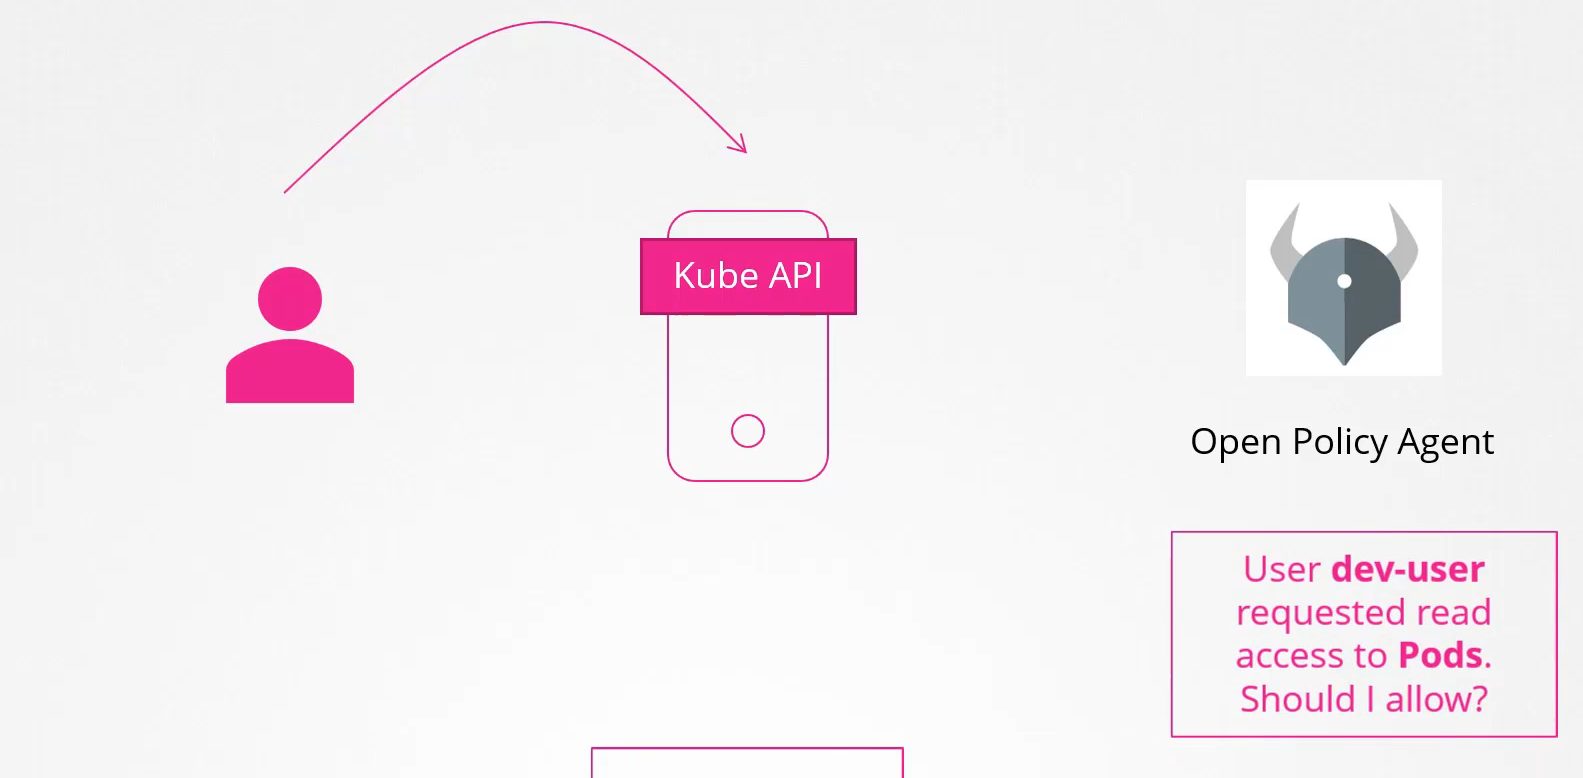 Kube API
Open Policy Agent
User dev-user
requested read
access to Pods.
Should I allow?